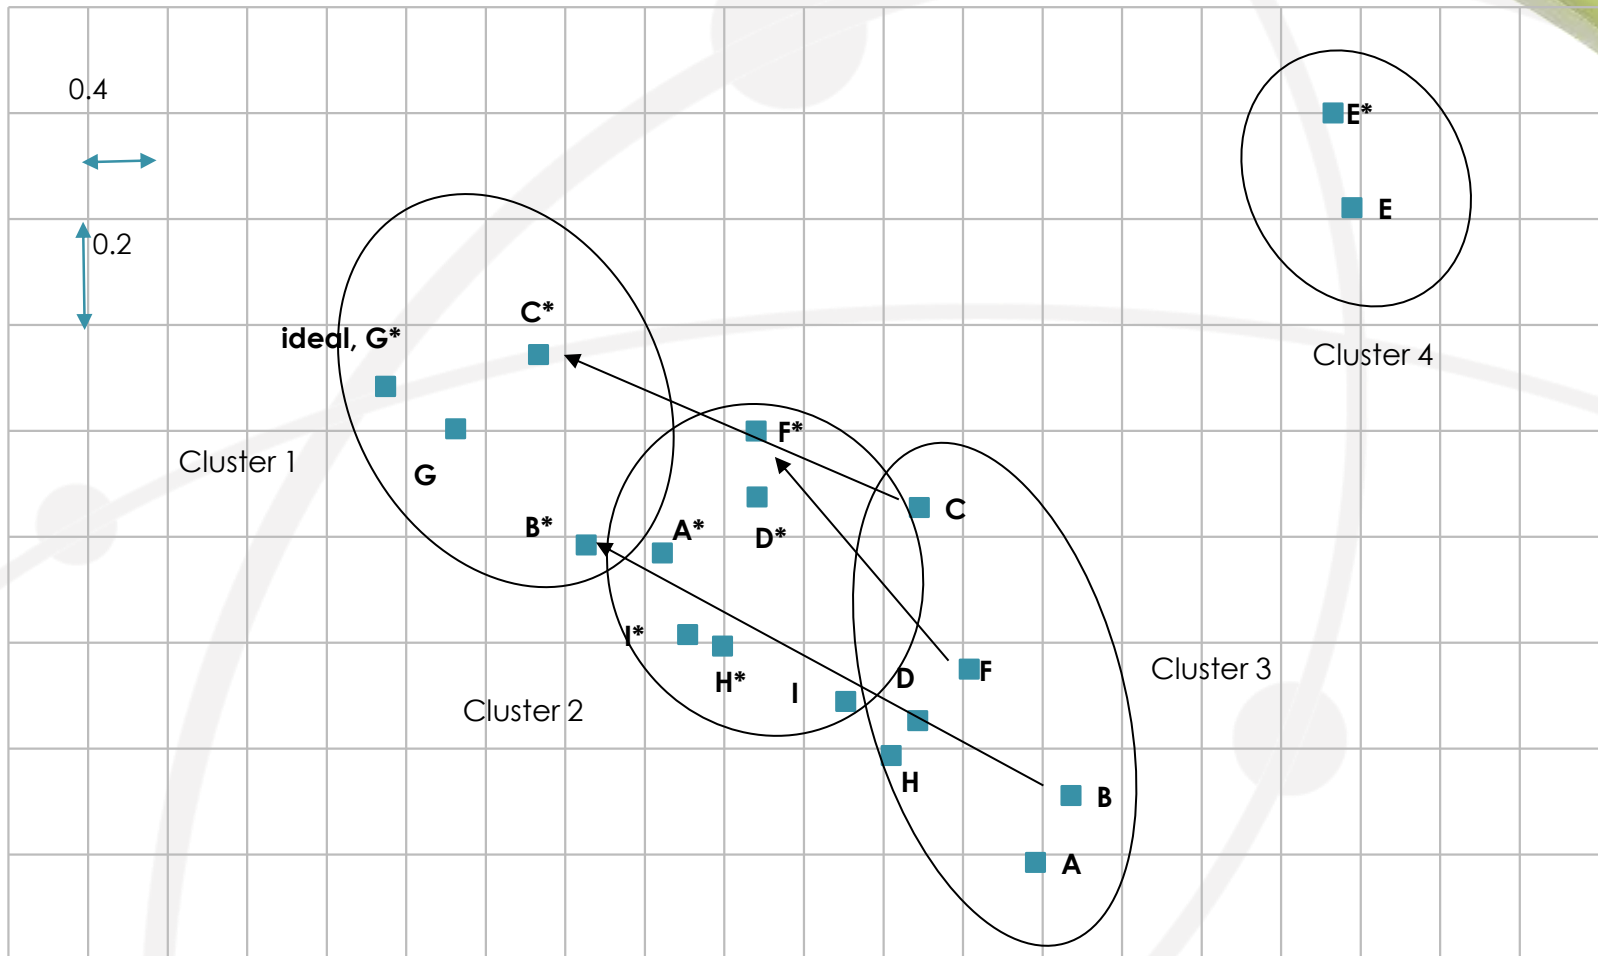 0.4
E*
E
0.2
C*
ideal, G*
Cluster 4
F*
Cluster 1
G
C
B*
A*
D*
I*
F
Cluster 3
D
H*
I
Cluster 2
H
B
A